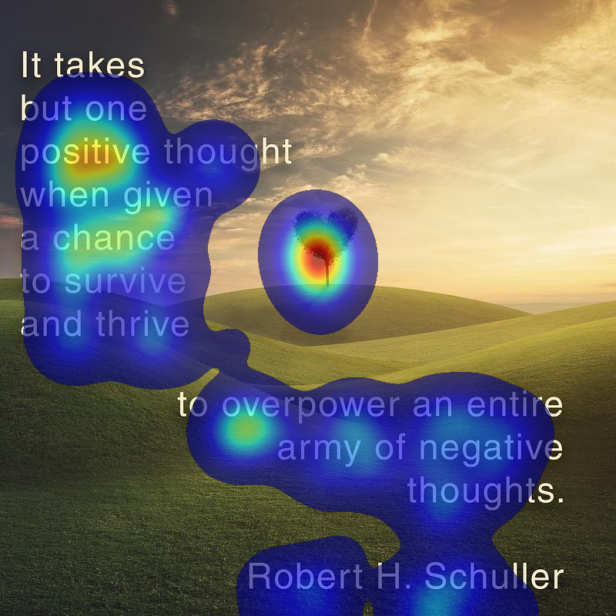 It takes
but one
positive thought
when given
a chance
to survive
and thrive
to overpower an entire
army of negative
thoughts.
Robert H. Schuller